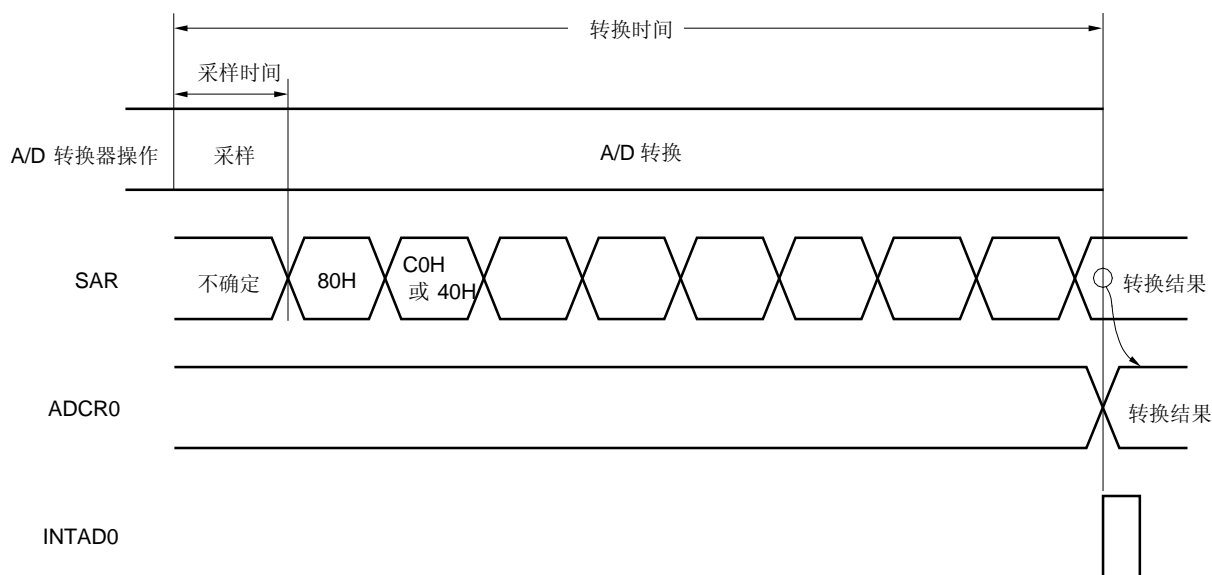 转换时间
采样时间
A/D 转换器操作
采样
A/D 转换
SAR
不确定
80H
C0H
或 40H
转换结果
ADCR0
转换结果
INTAD0